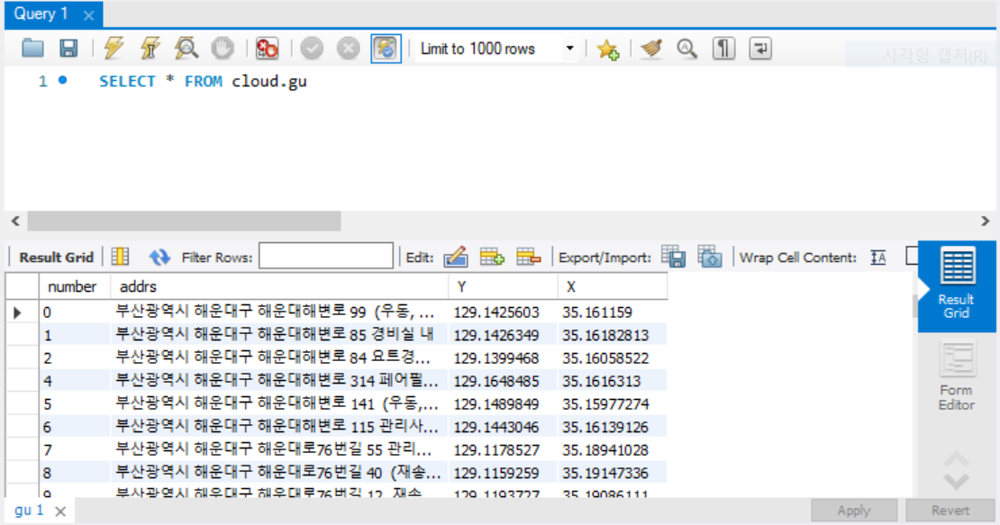 Query 1
Limit to 1000 rows
사각형 캡처(R)
1 SELECT * FROM cloud.gu
Result Grid Filter Rows: Edit: Export/Import: Wrap Cell Content: IA
number addrs Y X
0 부산광역시 해운대구 해운대해변로 99 (우동, ... 129.1425603 35.161159
1 부산광역시 해운대구 해운대해변로 85 경비실 내 129.1426349 35.16182813
2 부산광역시 해운대구 해운대해변로 84 요트경... 129.1399468 35.16058522
4 부산광역시 해운대구 해운대해변로 314 페어필... 129.1648485 35.1616313
5 부산광역시 해운대구 해운대해변로 141 (우동,... 129.1489849 35.15977274
6 부산광역시 해운대구 해운대해변로 115 관리사... 129.1443046 35.16139126
7 부산광역시 해운대구 해운대로76번길 55 관리... 129.1178527 35.18941028
8 부산광역시 해운대구 해운대로76번길 40 (재송... 129.1159259 35.19147336
9 부산광역시 해운대구 해운대로76번길 12, 재송 129.1193727 35.19086111
Result
Grid
Form
Editor
gu 1
Apply Revert